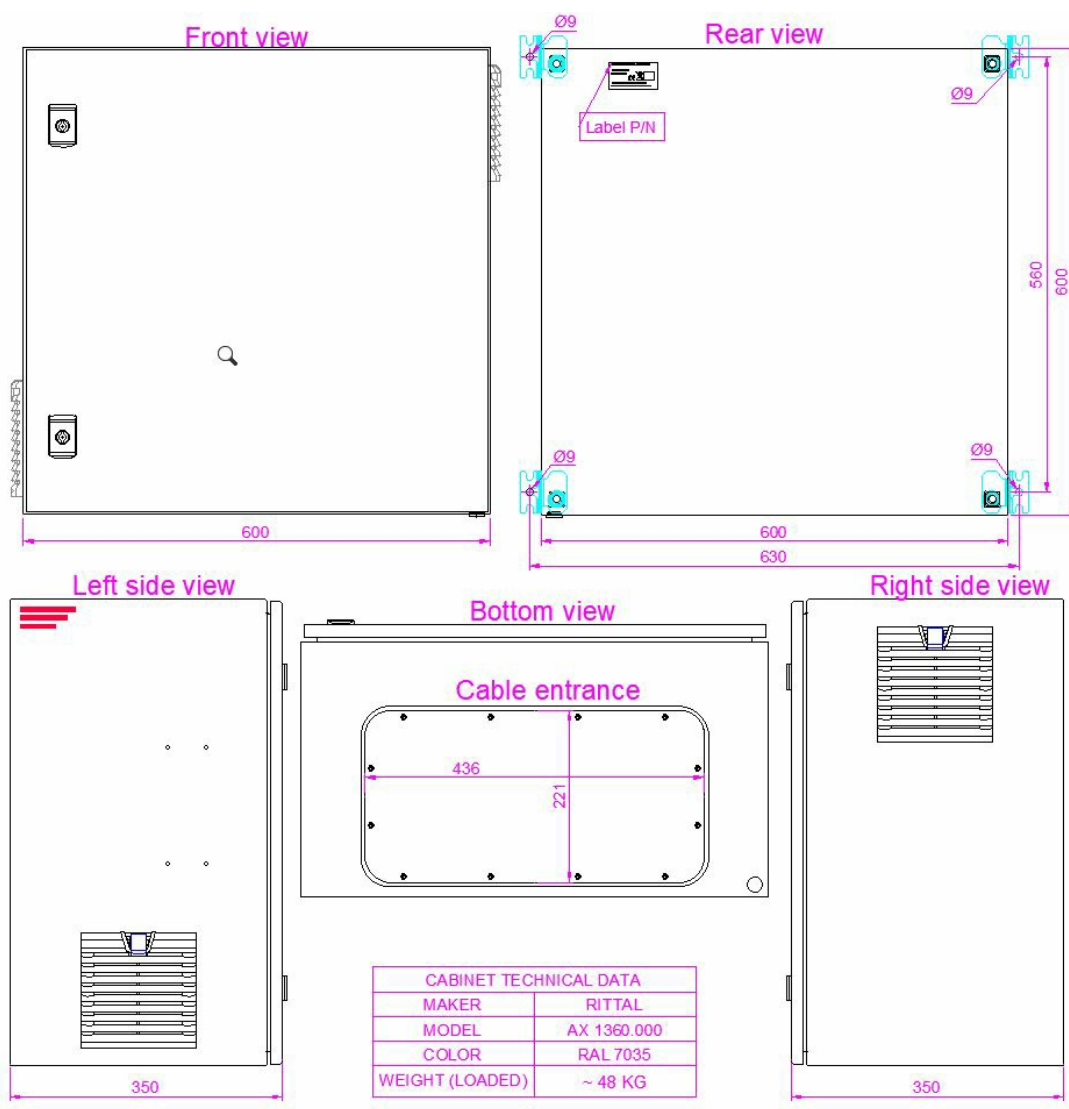 Front view
Rear view
Ø9
Ø9
Label P/N
560
600
Ø9
Ø9
600
600
630
Left side view
Bottom view
Right side view
Cable entrance
436
221
350
350
CABINET TECHNICAL DATA
MAKER RITTAL
MODEL AX 1360.000
COLOR RAL 7035
WEIGHT (LOADED) ~ 48 KG